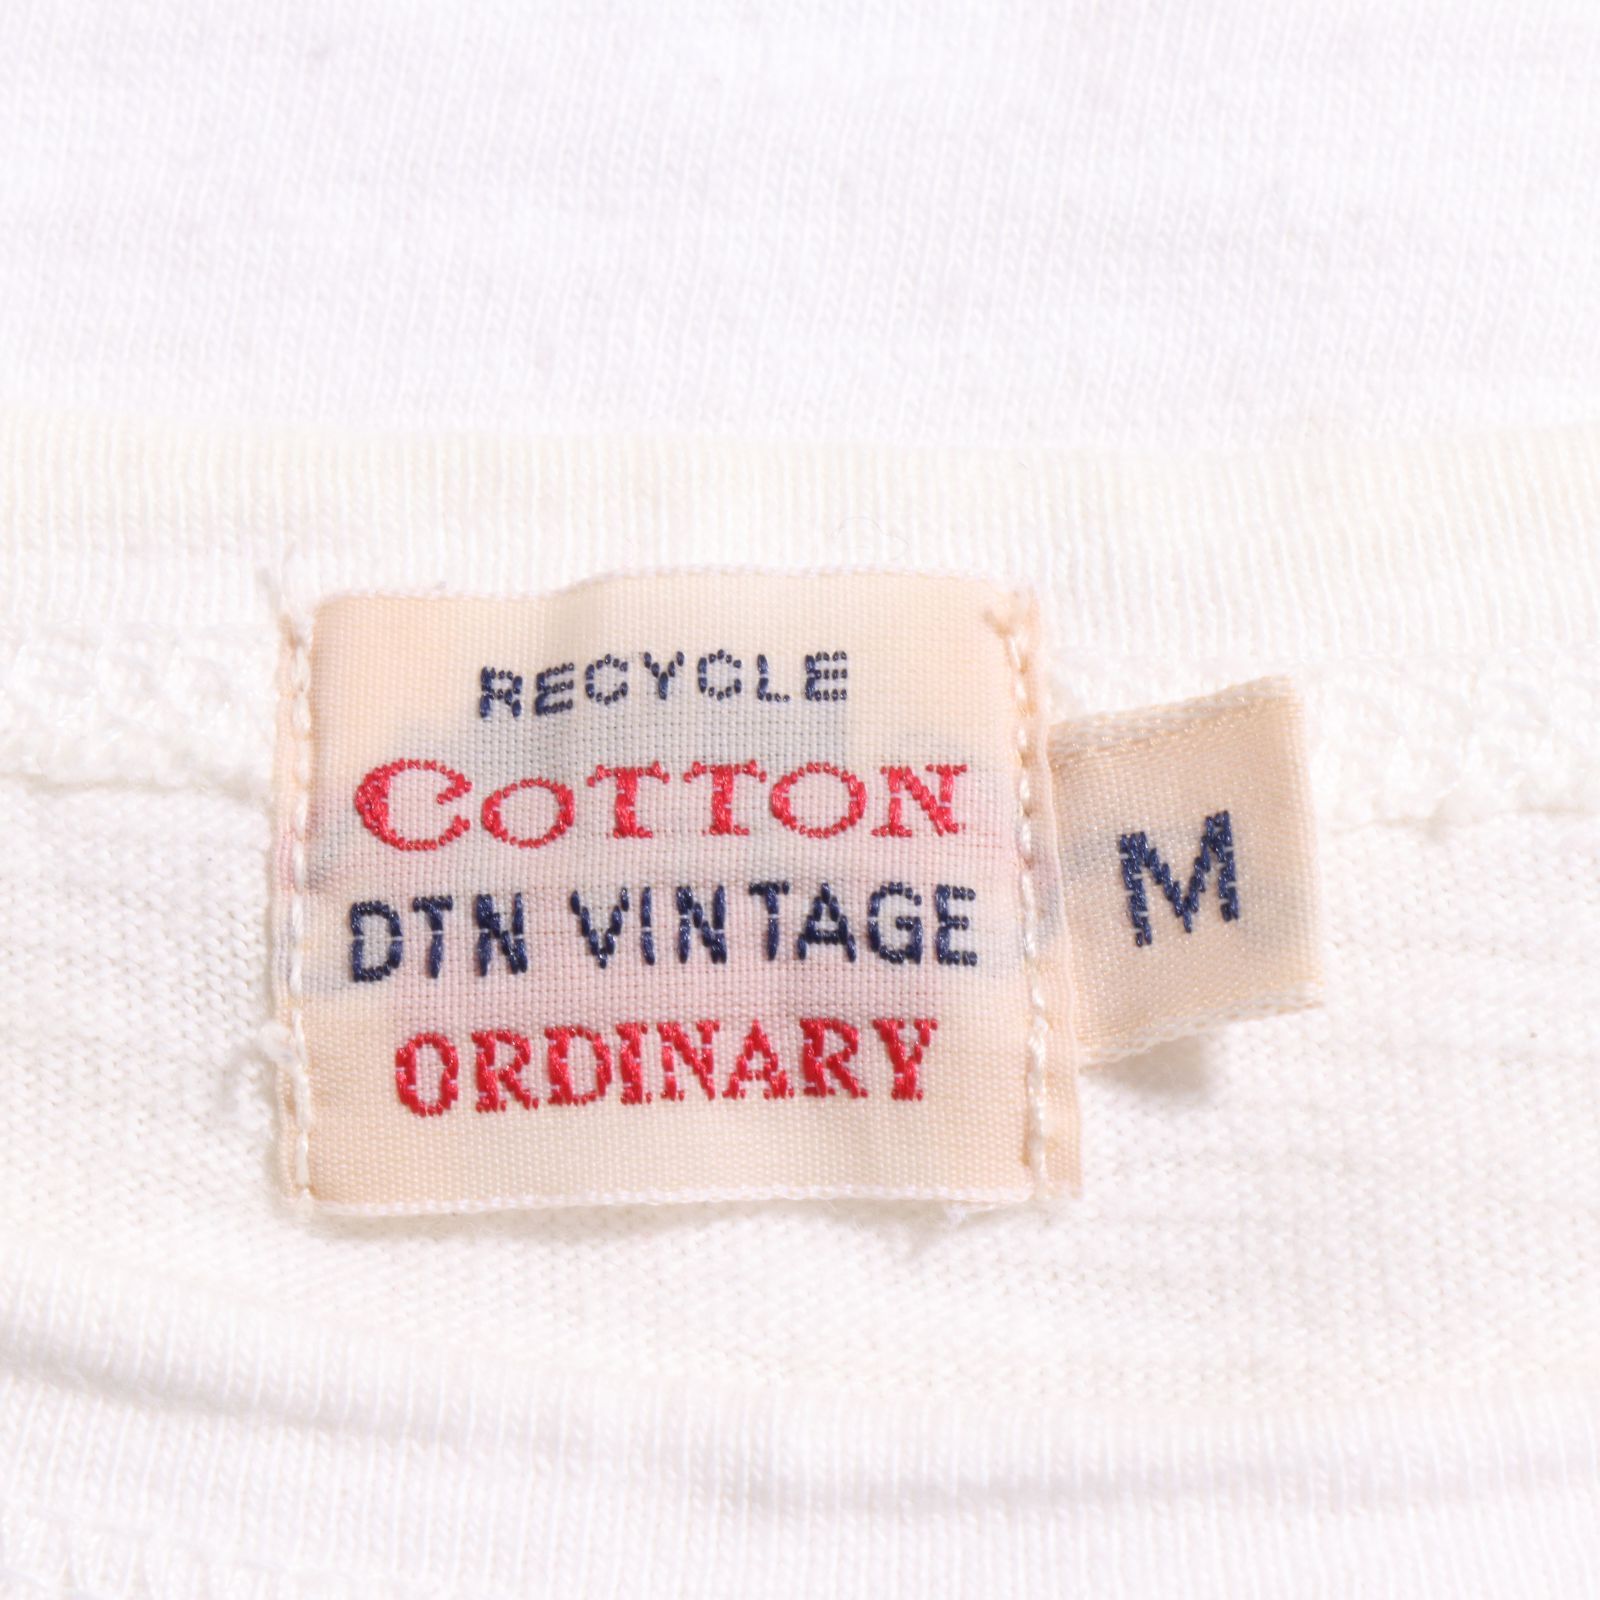 RECYCLE
COTTON
DTN VINTAGE
ORDINARY
M